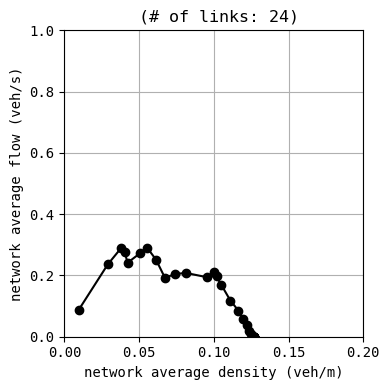 (# of links: 24)
1.0
0.8
0.6
0.4
0.2
0.0
network average flow (veh/s)
0.00 0.05 0.10 0.15 0.20
network average density (veh/m)